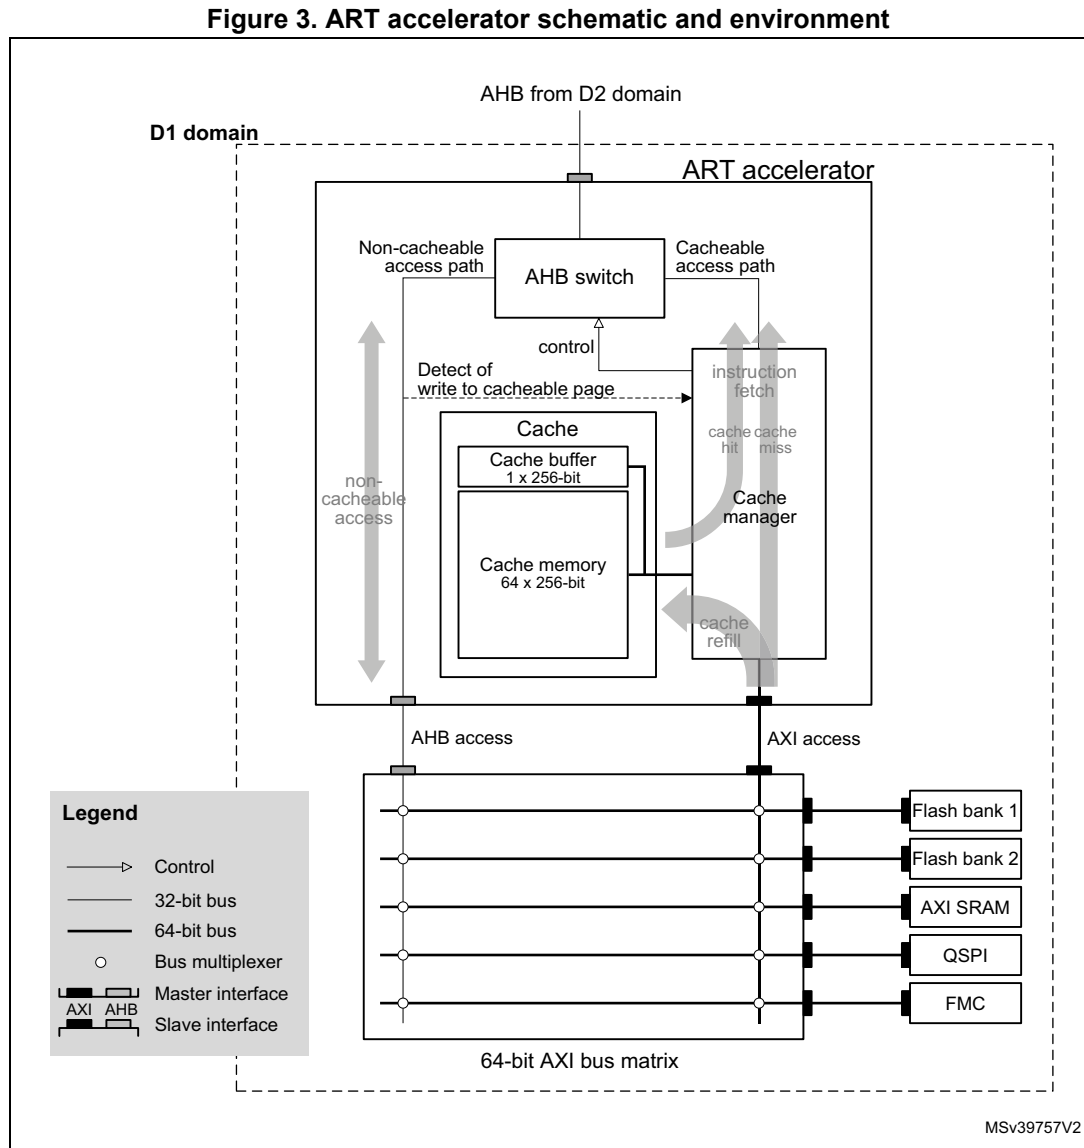 Figure 3. ART accelerator schematic and environment
AHB from D2 domain
D1 domain
ART accelerator
Non-cacheable
access path
AHB switch
Cacheable
access path
control
Detect of
write to cacheable page
instruction
fetch
cache
hit
cache
miss
Cache
Cache buffer
1 x 256-bit
non-
cacheable
access
Cache
manager
Cache memory
64 x 256-bit
cache
refill
AHB access
AXI access
Flash bank 1
Flash bank 2
AXI SRAM
QSPI
FMC
64-bit AXI bus matrix
Legend
Control
32-bit bus
64-bit bus
Bus multiplexer
Master interface
AXI AHB
Slave interface
MSv39757V2